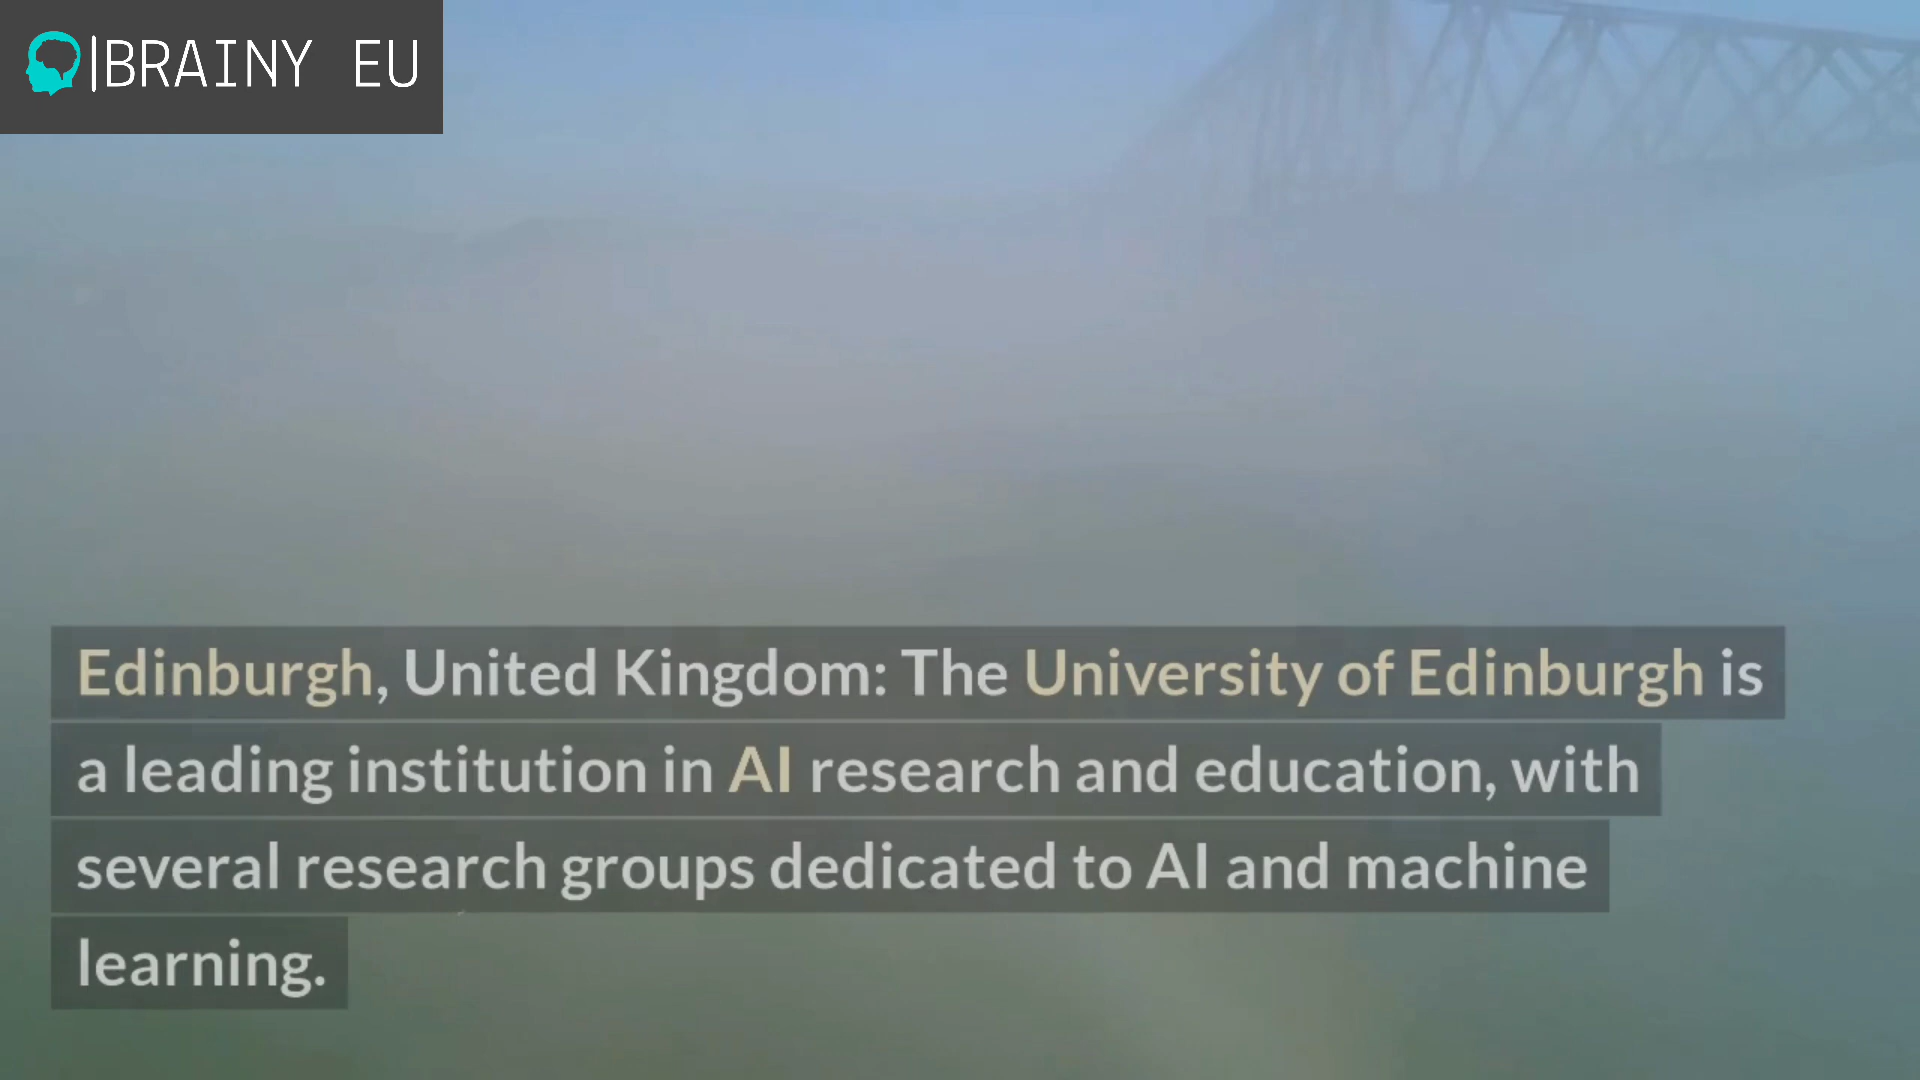 |BRAINY EU
Edinburgh, United Kingdom: The University of Edinburgh is
a leading institution in AI research and education, with
several research groups dedicated to AI and machine
learning.